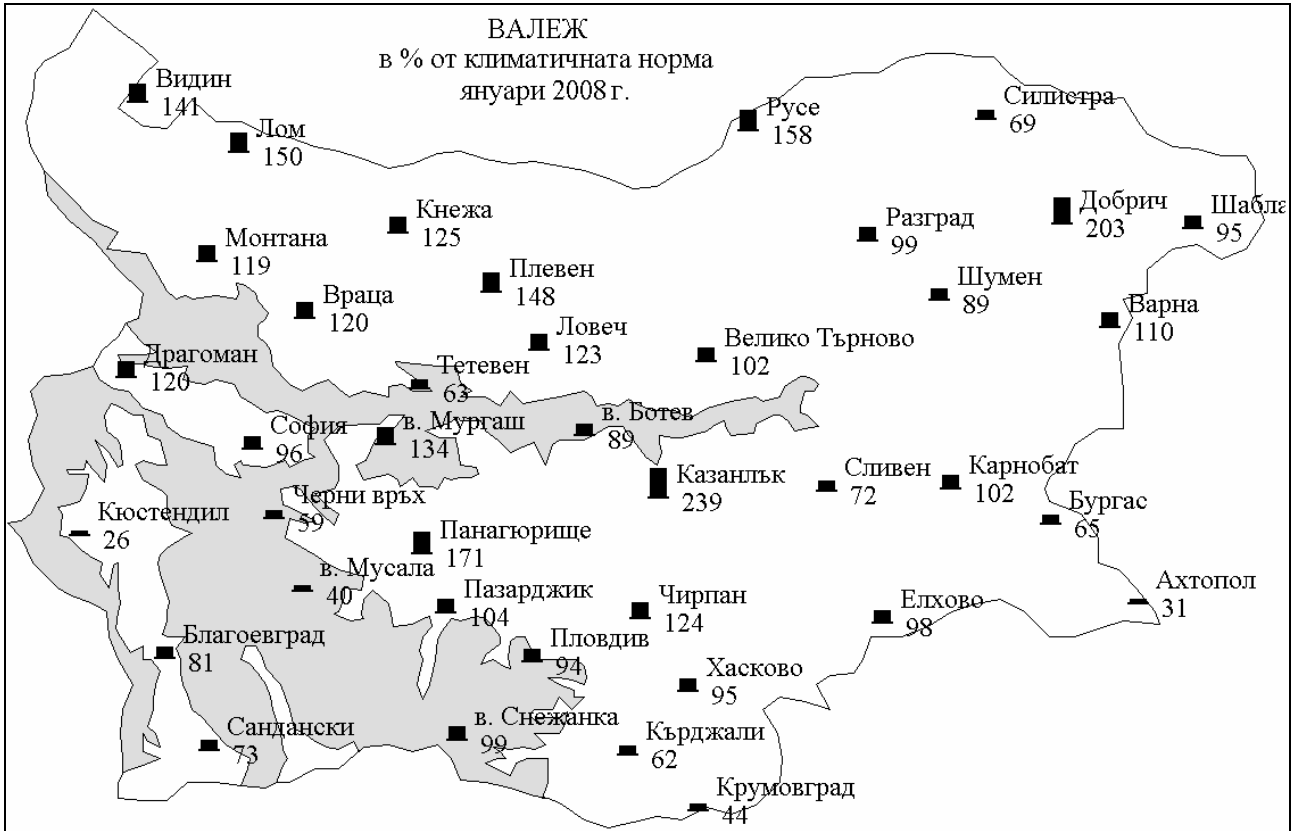 ВАЛЕЖ
в % от климатичната норма
януари 2008 г.
Видин
141
Лом
150
Русе
158
Силистра
69
Кнежа
125
Разград
99
Добрич
203
Шабла
95
Монтана
119
Плевен
148
Шумен
89
Враца
120
Варна
110
Ловеч
123
Велико Търново
102
Драгоман
120
Тетевен
63
в. Ботев
89
София
96
в. Мургаш
134
Казанлък
239
Сливен
72
Карнобат
102
Черни връх
59
Бургас
65
Кюстендил
26
Панагюрище
171
в. Мусала
40
Пазарджик
104
Чирпан
124
Елхово
98
Ахтопол
31
Благоевград
81
Пловдив
94
Хасково
95
Сандански
73
в. Снежанка
99
Кърджали
62
Крумовград
44